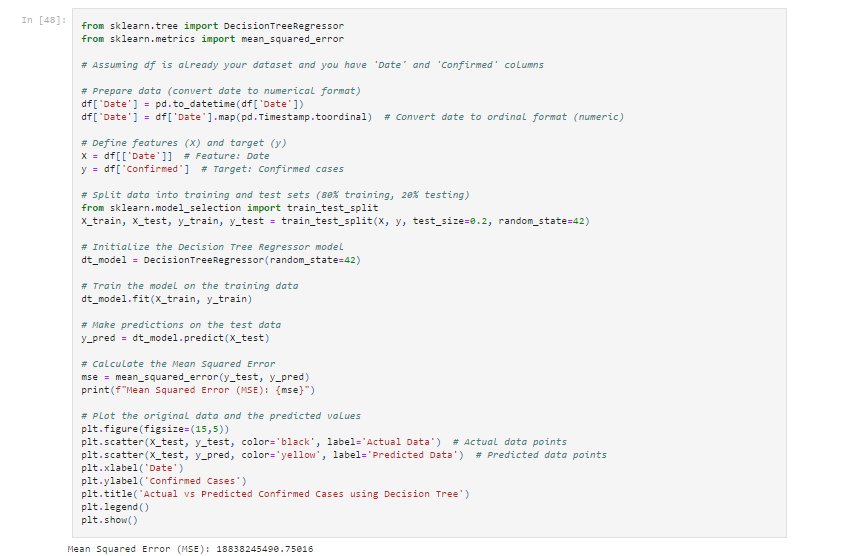 In [48]:
from sklearn.tree import DecisionTreeRegressor
from sklearn.metrics import mean_squared_error
# Assuming df is already your dataset and you have 'Date' and 'Confirmed' columns
# Prepare data (convert date to numerical format)
df['Date'] = pd.to_datetime(df['Date'])
df['Date'] = df['Date'].map(pd.Timestamp.toordinal)  # Convert date to ordinal format (numeric)
# Define features (X) and target (y)
X = df[['Date']]  # Feature: Date
y = df['Confirmed']  # Target: Confirmed cases
# Split data into training and test sets (80% training, 20% testing)
from sklearn.model_selection import train_test_split
X_train, X_test, y_train, y_test = train_test_split(X, y, test_size=0.2, random_state=42)
# Initialize the Decision Tree Regressor model
dt_model = DecisionTreeRegressor(random_state=42)
# Train the model on the training data
dt_model.fit(X_train, y_train)
# Make predictions on the test data
y_pred = dt_model.predict(X_test)
# Calculate the Mean Squared Error
mse = mean_squared_error(y_test, y_pred)
print(f"Mean Squared Error (MSE): {mse}")
# Plot the original data and the predicted values
plt.figure(figsize=(15,5))
plt.scatter(X_test, y_test, color='black', label='Actual Data')  # Actual data points
plt.scatter(X_test, y_pred, color='yellow', label='Predicted Data')  # Predicted data points
plt.xlabel('Date')
plt.ylabel('Confirmed Cases')
plt.title('Actual vs Predicted Confirmed Cases using Decision Tree')
plt.legend()
plt.show()
Mean Squared Error (MSE): 18838245490.75016